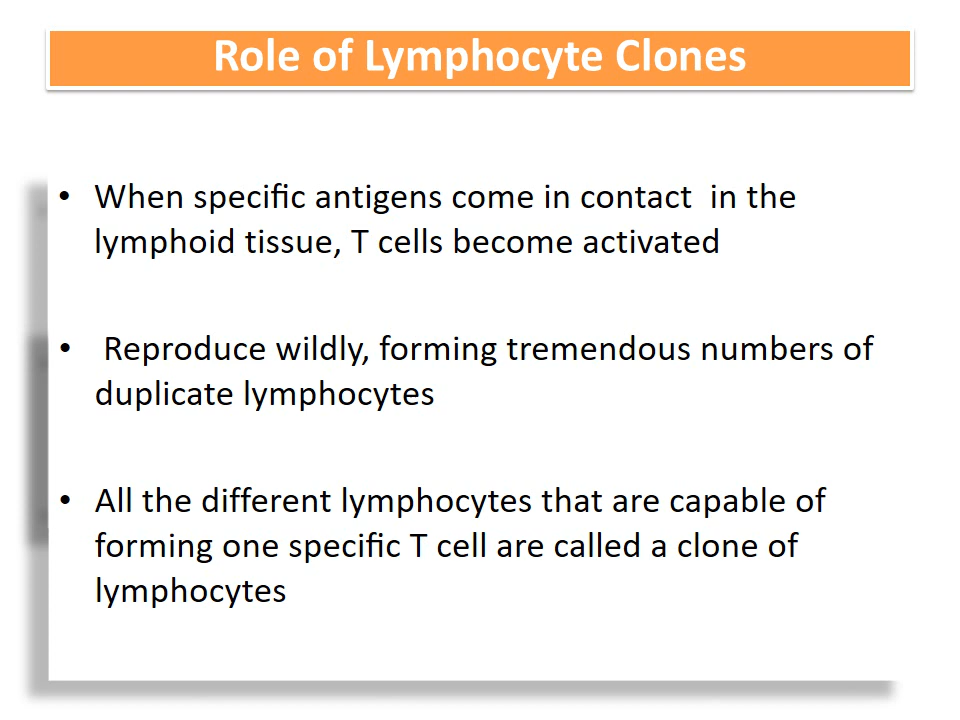 Role of Lymphocyte Clones
• When specific antigens come in contact  in the
lymphoid tissue, T cells become activated
•  Reproduce wildly, forming tremendous numbers of
duplicate lymphocytes
• All the different lymphocytes that are capable of
forming one specific T cell are called a clone of
lymphocytes